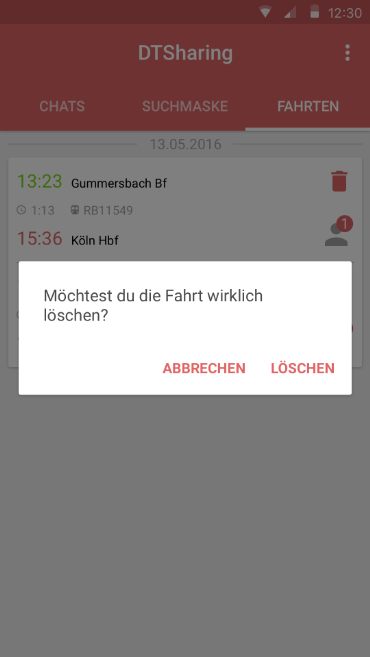 12:30
DTSharing
CHATS SUCHMASKE FAHRTEN
13.05.2016
13:23 Gummersbach Bf
1:13 RB11549
15:36 Köln Hbf
1
Möchtest du die Fahrt wirklich
löschen?
ABBRECHEN LÖSCHEN